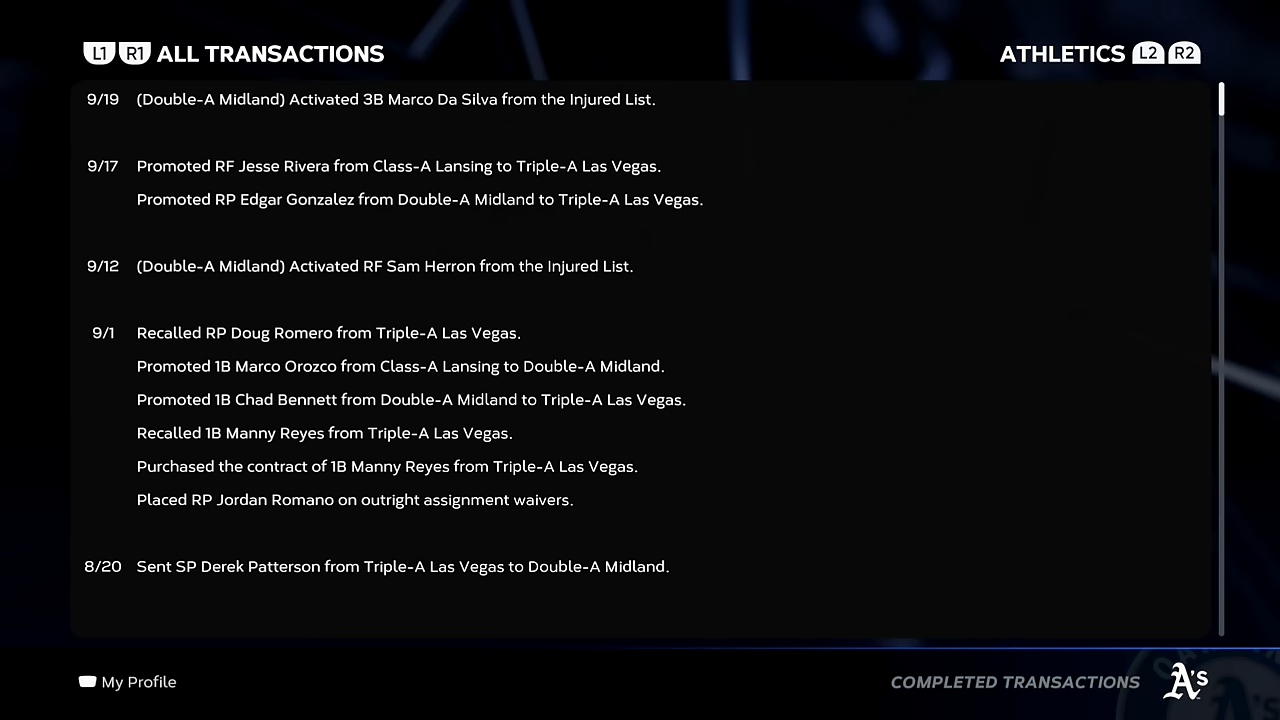 L1 R1 ALL TRANSACTIONS
ATHLETICS L2 R2
9/19 (Double-A Midland) Activated 3B Marco Da Silva from the Injured List.
9/17 Promoted RF Jesse Rivera from Class-A Lansing to Triple-A Las Vegas.
Promoted RP Edgar Gonzalez from Double-A Midland to Triple-A Las Vegas.
9/12 (Double-A Midland) Activated RF Sam Herron from the Injured List.
9/1 Recalled RP Doug Romero from Triple-A Las Vegas.
Promoted 1B Marco Orozco from Class-A Lansing to Double-A Midland.
Promoted 1B Chad Bennett from Double-A Midland to Triple-A Las Vegas.
Recalled 1B Manny Reyes from Triple-A Las Vegas.
Purchased the contract of 1B Manny Reyes from Triple-A Las Vegas.
Placed RP Jordan Romano on outright assignment waivers.
8/20 Sent SP Derek Patterson from Triple-A Las Vegas to Double-A Midland.
My Profile
COMPLETED TRANSACTIONS
A's